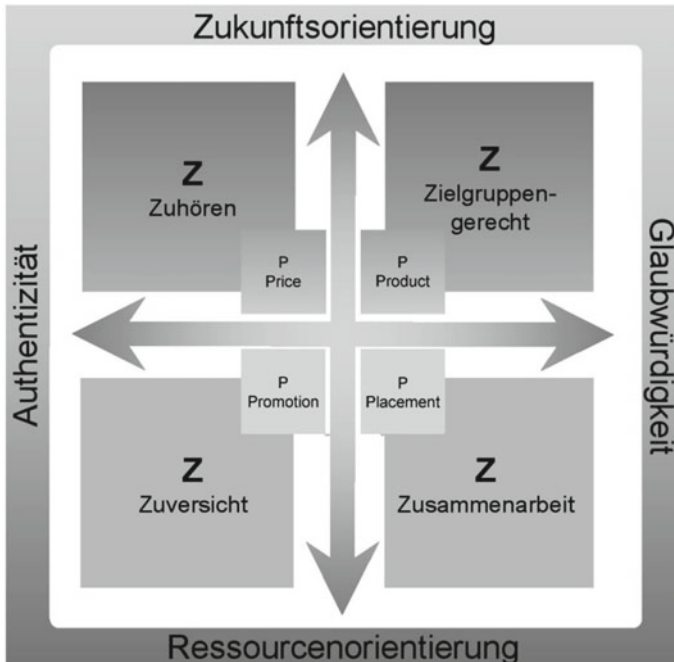 Zukunftsorientierung
Z
Zuhören
Z
Zielgruppen-
gerecht
P
Price
P
Product
Authentizität
Glaubwürdigkeit
P
Promotion
P
Placement
Z
Zuversicht
Z
Zusammenarbeit
Ressourcenorientierung